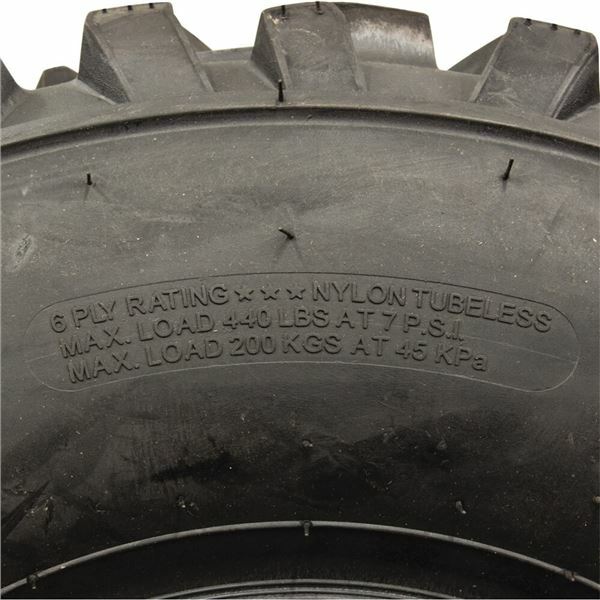 6 PLY RATING ★ ★ ★ NYLON TUBELESS
MAX. LOAD 440 LBS AT 7 P.S.I.
MAX. LOAD 200 KGS AT 45 KPa